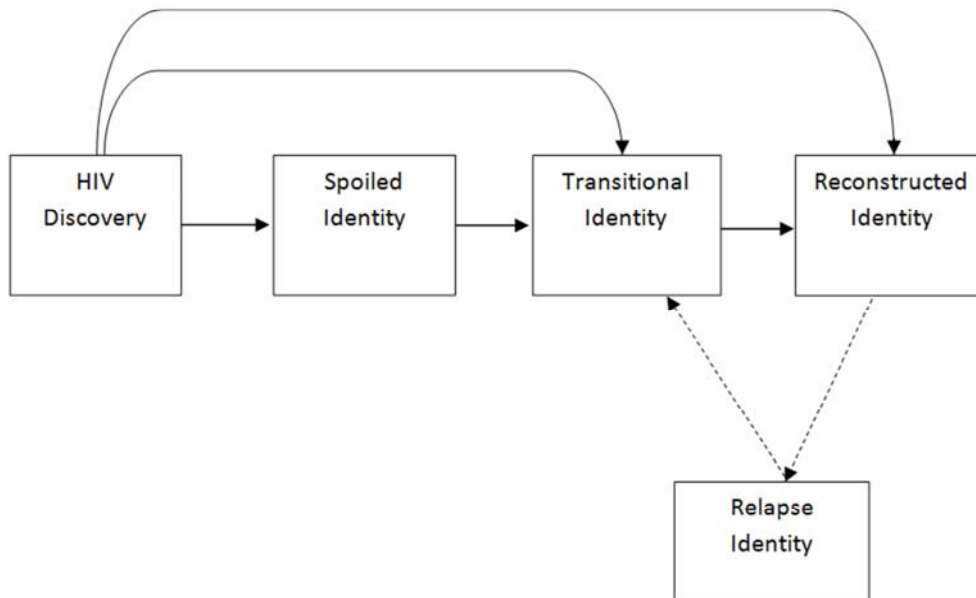 HIV
Discovery
Spoiled
Identity
Transitional
Identity
Reconstructed
Identity
Relapse
Identity